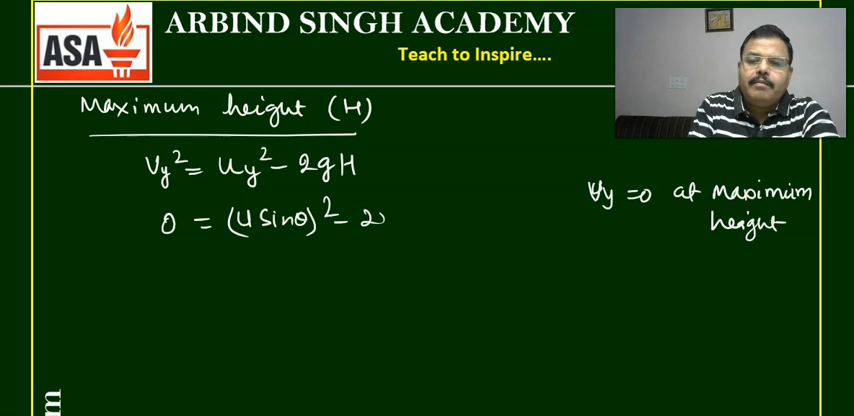 ARBIND SINGH ACADEMY
ASA
Teach to Inspire....
Maximum height (H)
Vy² = Uy² - 2gH
Vy = 0 at Maximum
height
0 = (U Sinθ)² - 2
m